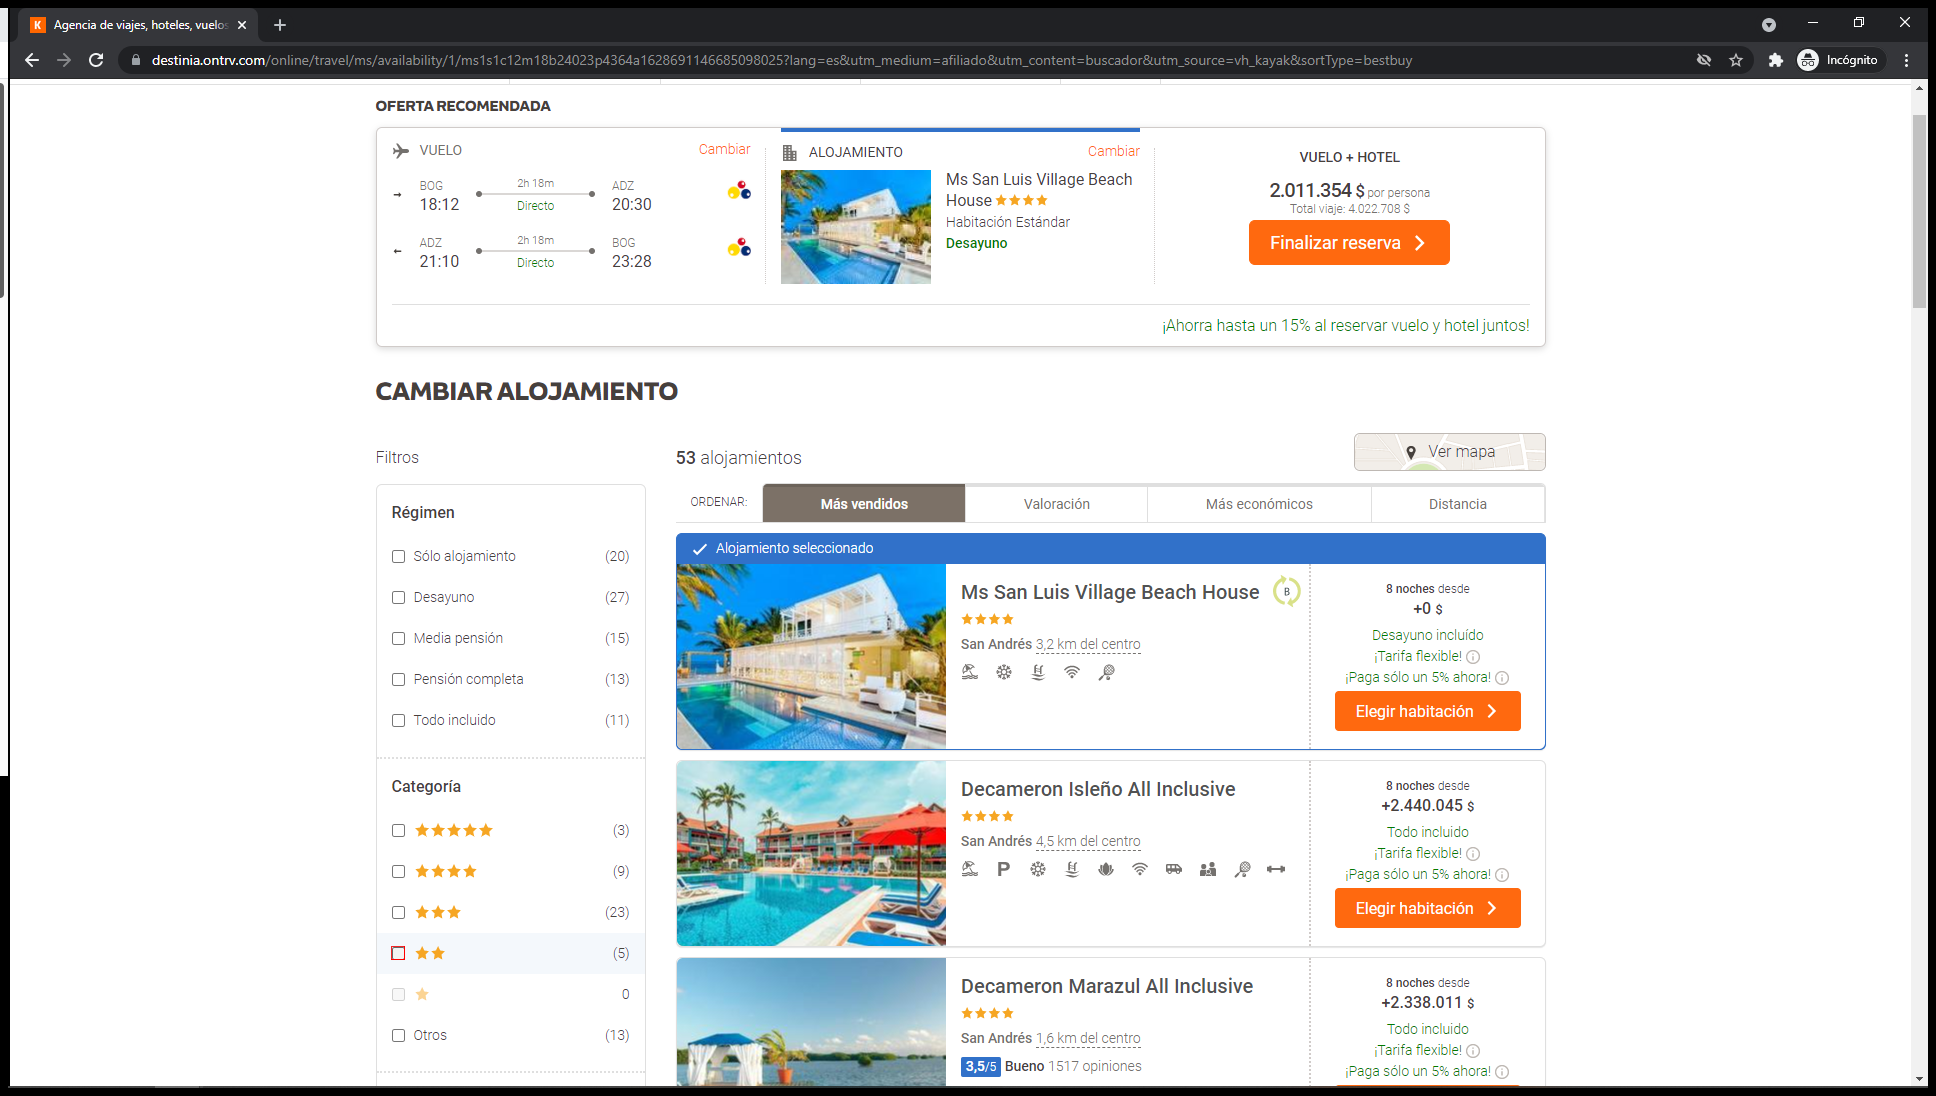 K Agencia de viajes, hoteles, vuelos
destinia.ontrv.com/online/travel/ms/availability/1/ms1s1c12m18b24023p4364a1628691146685098025?lang=es&utm_medium=afiliado&utm_content=buscador&utm_source=vh_kayak&sortType=bestbuy
Incógnito
OFERTA RECOMENDADA
VUELO
Cambiar
BOG
18:12
2h 18m
Directo
ADZ
20:30
ADZ
21:10
2h 18m
Directo
BOG
23:28
ALOJAMIENTO
Cambiar
Ms San Luis Village Beach
House
Habitación Estándar
Desayuno
VUELO + HOTEL
2.011.354 $ por persona
Total viaje: 4.022.708 $
Finalizar reserva
¡Ahorra hasta un 15% al reservar vuelo y hotel juntos!
CAMBIAR ALOJAMIENTO
Filtros
Régimen
Sólo alojamiento (20)
Desayuno (27)
Media pensión (15)
Pensión completa (13)
Todo incluido (11)
Categoría
(3)
(9)
(23)
(5)
0
Otros (13)
53 alojamientos
Ver mapa
ORDENAR:
Más vendidos
Valoración
Más económicos
Distancia
Alojamiento seleccionado
Ms San Luis Village Beach House
B
San Andrés 3,2 km del centro
8 noches desde
+0 $
Desayuno incluído
¡Tarifa flexible!
¡Paga sólo un 5% ahora!
Elegir habitación
Decameron Isleño All Inclusive
San Andrés 4,5 km del centro
P
8 noches desde
+2.440.045 $
Todo incluido
¡Tarifa flexible!
¡Paga sólo un 5% ahora!
Elegir habitación
Decameron Marazul All Inclusive
San Andrés 1,6 km del centro
3,5/5 Bueno 1517 opiniones
8 noches desde
+2.338.011 $
Todo incluido
¡Tarifa flexible!
¡Paga sólo un 5% ahora!